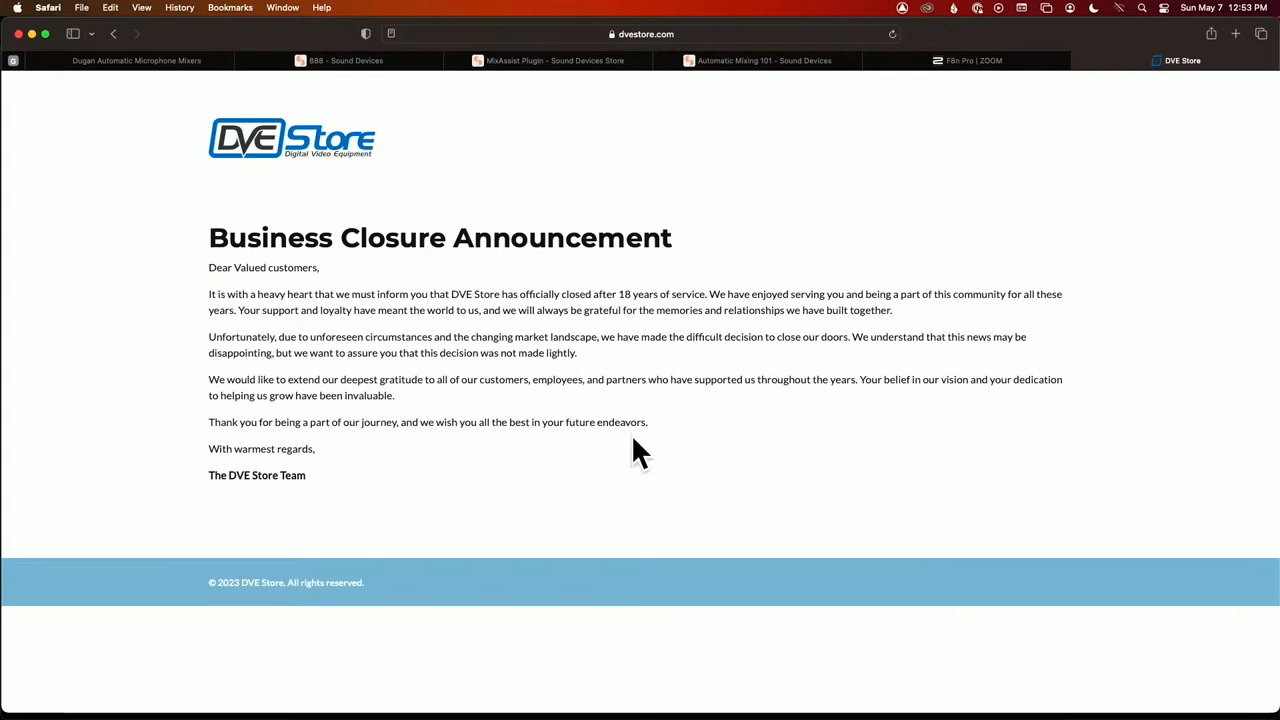 Safari File Edit View History Bookmarks Window Help Sun May 7 12:53 PM
dvestore.com
G Dugan Automatic Microphone Mixers 888 - Sound Devices MixAssist Plugin - Sound Devices Store Automatic Mixing 101 - Sound Devices F8n Pro | ZOOM DVE Store
DVE Store
Digital Video Equipment
Business Closure Announcement
Dear Valued customers,
It is with a heavy heart that we must inform you that DVE Store has officially closed after 18 years of service. We have enjoyed serving you and being a part of this community for all these
years. Your support and loyalty have meant the world to us, and we will always be grateful for the memories and relationships we have built together.
Unfortunately, due to unforeseen circumstances and the changing market landscape, we have made the difficult decision to close our doors. We understand that this news may be
disappointing, but we want to assure you that this decision was not made lightly.
We would like to extend our deepest gratitude to all of our customers, employees, and partners who have supported us throughout the years. Your belief in our vision and your dedication
to helping us grow have been invaluable.
Thank you for being a part of our journey, and we wish you all the best in your future endeavors.
With warmest regards,
The DVE Store Team
© 2023 DVE Store. All rights reserved.